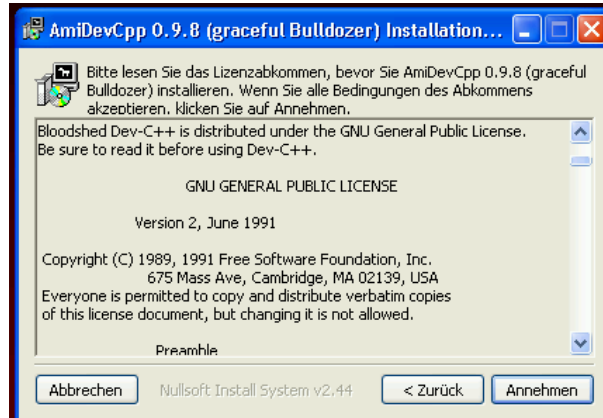 AmiDevCpp 0.9.8 (graceful Bulldozer) Installation...
Bitte lesen Sie das Lizenzabkommen, bevor Sie AmiDevCpp 0.9.8 (graceful
Bulldozer) installieren. Wenn Sie alle Bedingungen des Abkommens
akzeptieren, klicken Sie auf Annehmen.
Bloodshed Dev-C++ is distributed under the GNU General Public License.
Be sure to read it before using Dev-C++.
GNU GENERAL PUBLIC LICENSE
Version 2, June 1991
Copyright (C) 1989, 1991 Free Software Foundation, Inc.
675 Mass Ave, Cambridge, MA 02139, USA
Everyone is permitted to copy and distribute verbatim copies
of this license document, but changing it is not allowed.
Preamble
Abbrechen Nullsoft Install System v2.44 < Zurück Annehmen